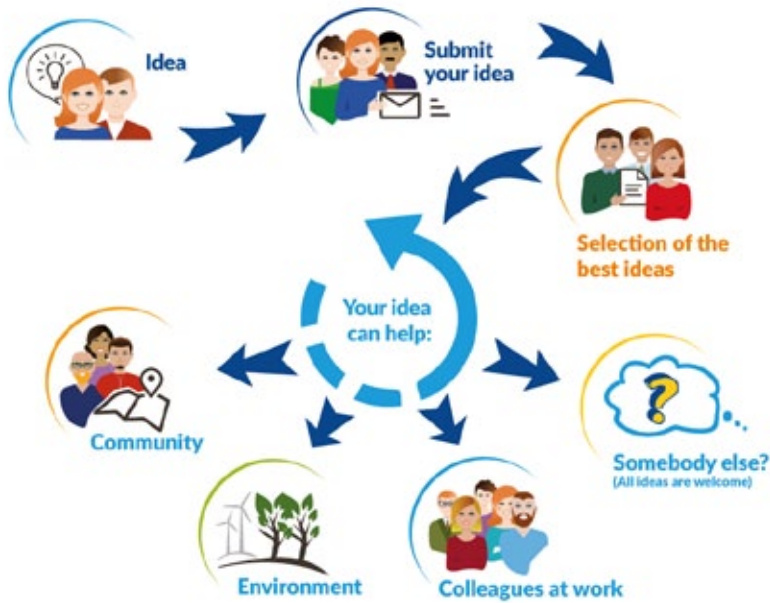 Idea
Submit
your idea
Selection of the
best ideas
Your idea
can help:
Community
Environment
Colleagues at work
Somebody else?
(All ideas are welcome)
?